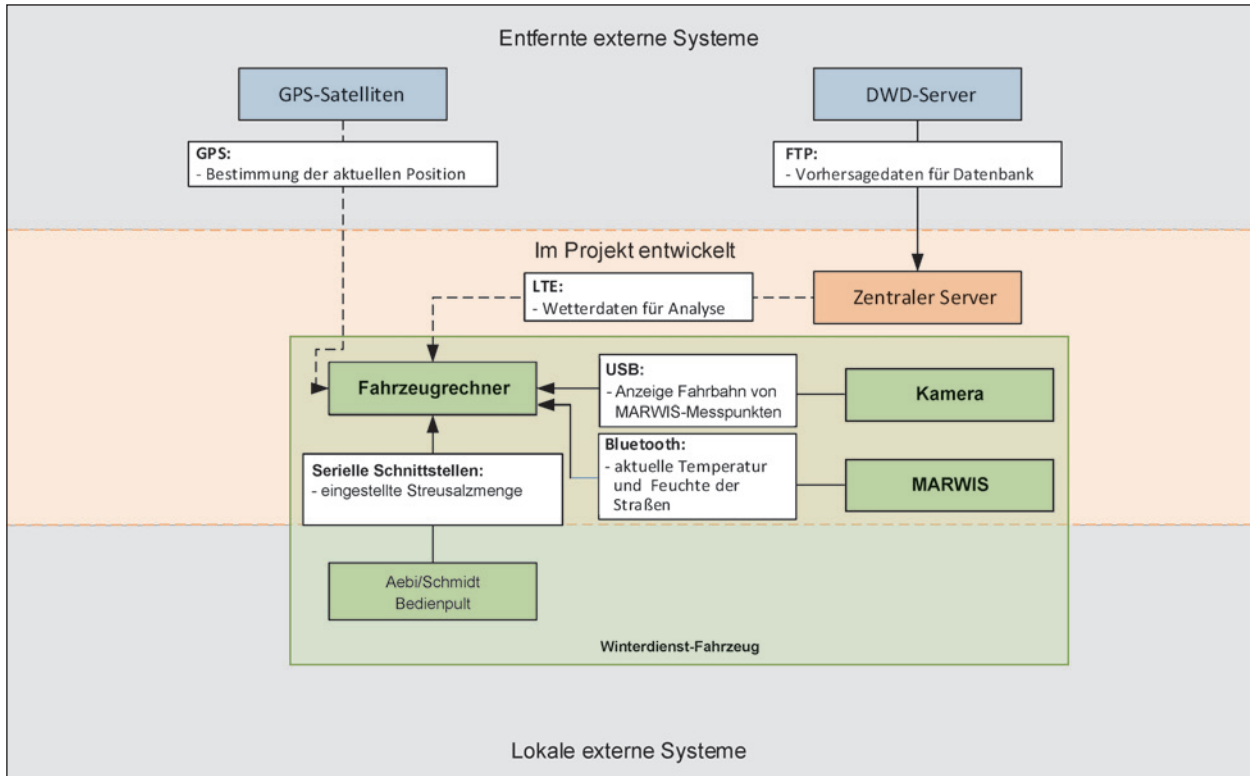 Entfernte externe Systeme
GPS-Satelliten
DWD-Server
GPS:
- Bestimmung der aktuellen Position
FTP:
- Vorhersagedaten für Datenbank
Im Projekt entwickelt
LTE:
- Wetterdaten für Analyse
Zentraler Server
Fahrzeugrechner
USB:
- Anzeige Fahrbahn von
MARWIS-Messpunkten
Kamera
Bluetooth:
- aktuelle Temperatur
und Feuchte der
Straßen
MARWIS
Serielle Schnittstellen:
- eingestellte Streusalzmenge
Aebi/Schmidt
Bedienpult
Winterdienst-Fahrzeug
Lokale externe Systeme